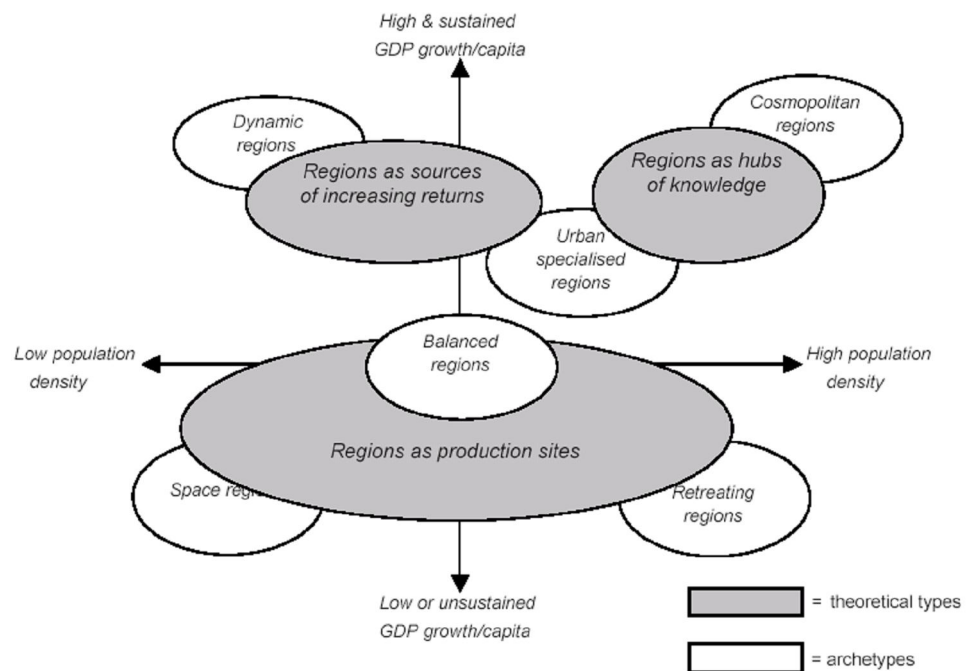 High & sustained
GDP growth/capita
Cosmopolitan
regions
Dynamic
regions
Regions as sources
of increasing returns
Regions as hubs
of knowledge
Urban
specialised
regions
Balanced
regions
Low population
density
High population
density
Regions as production sites
Space regi
Retreating
regions
Low or unsustained
GDP growth/capita
= theoretical types
= archetypes